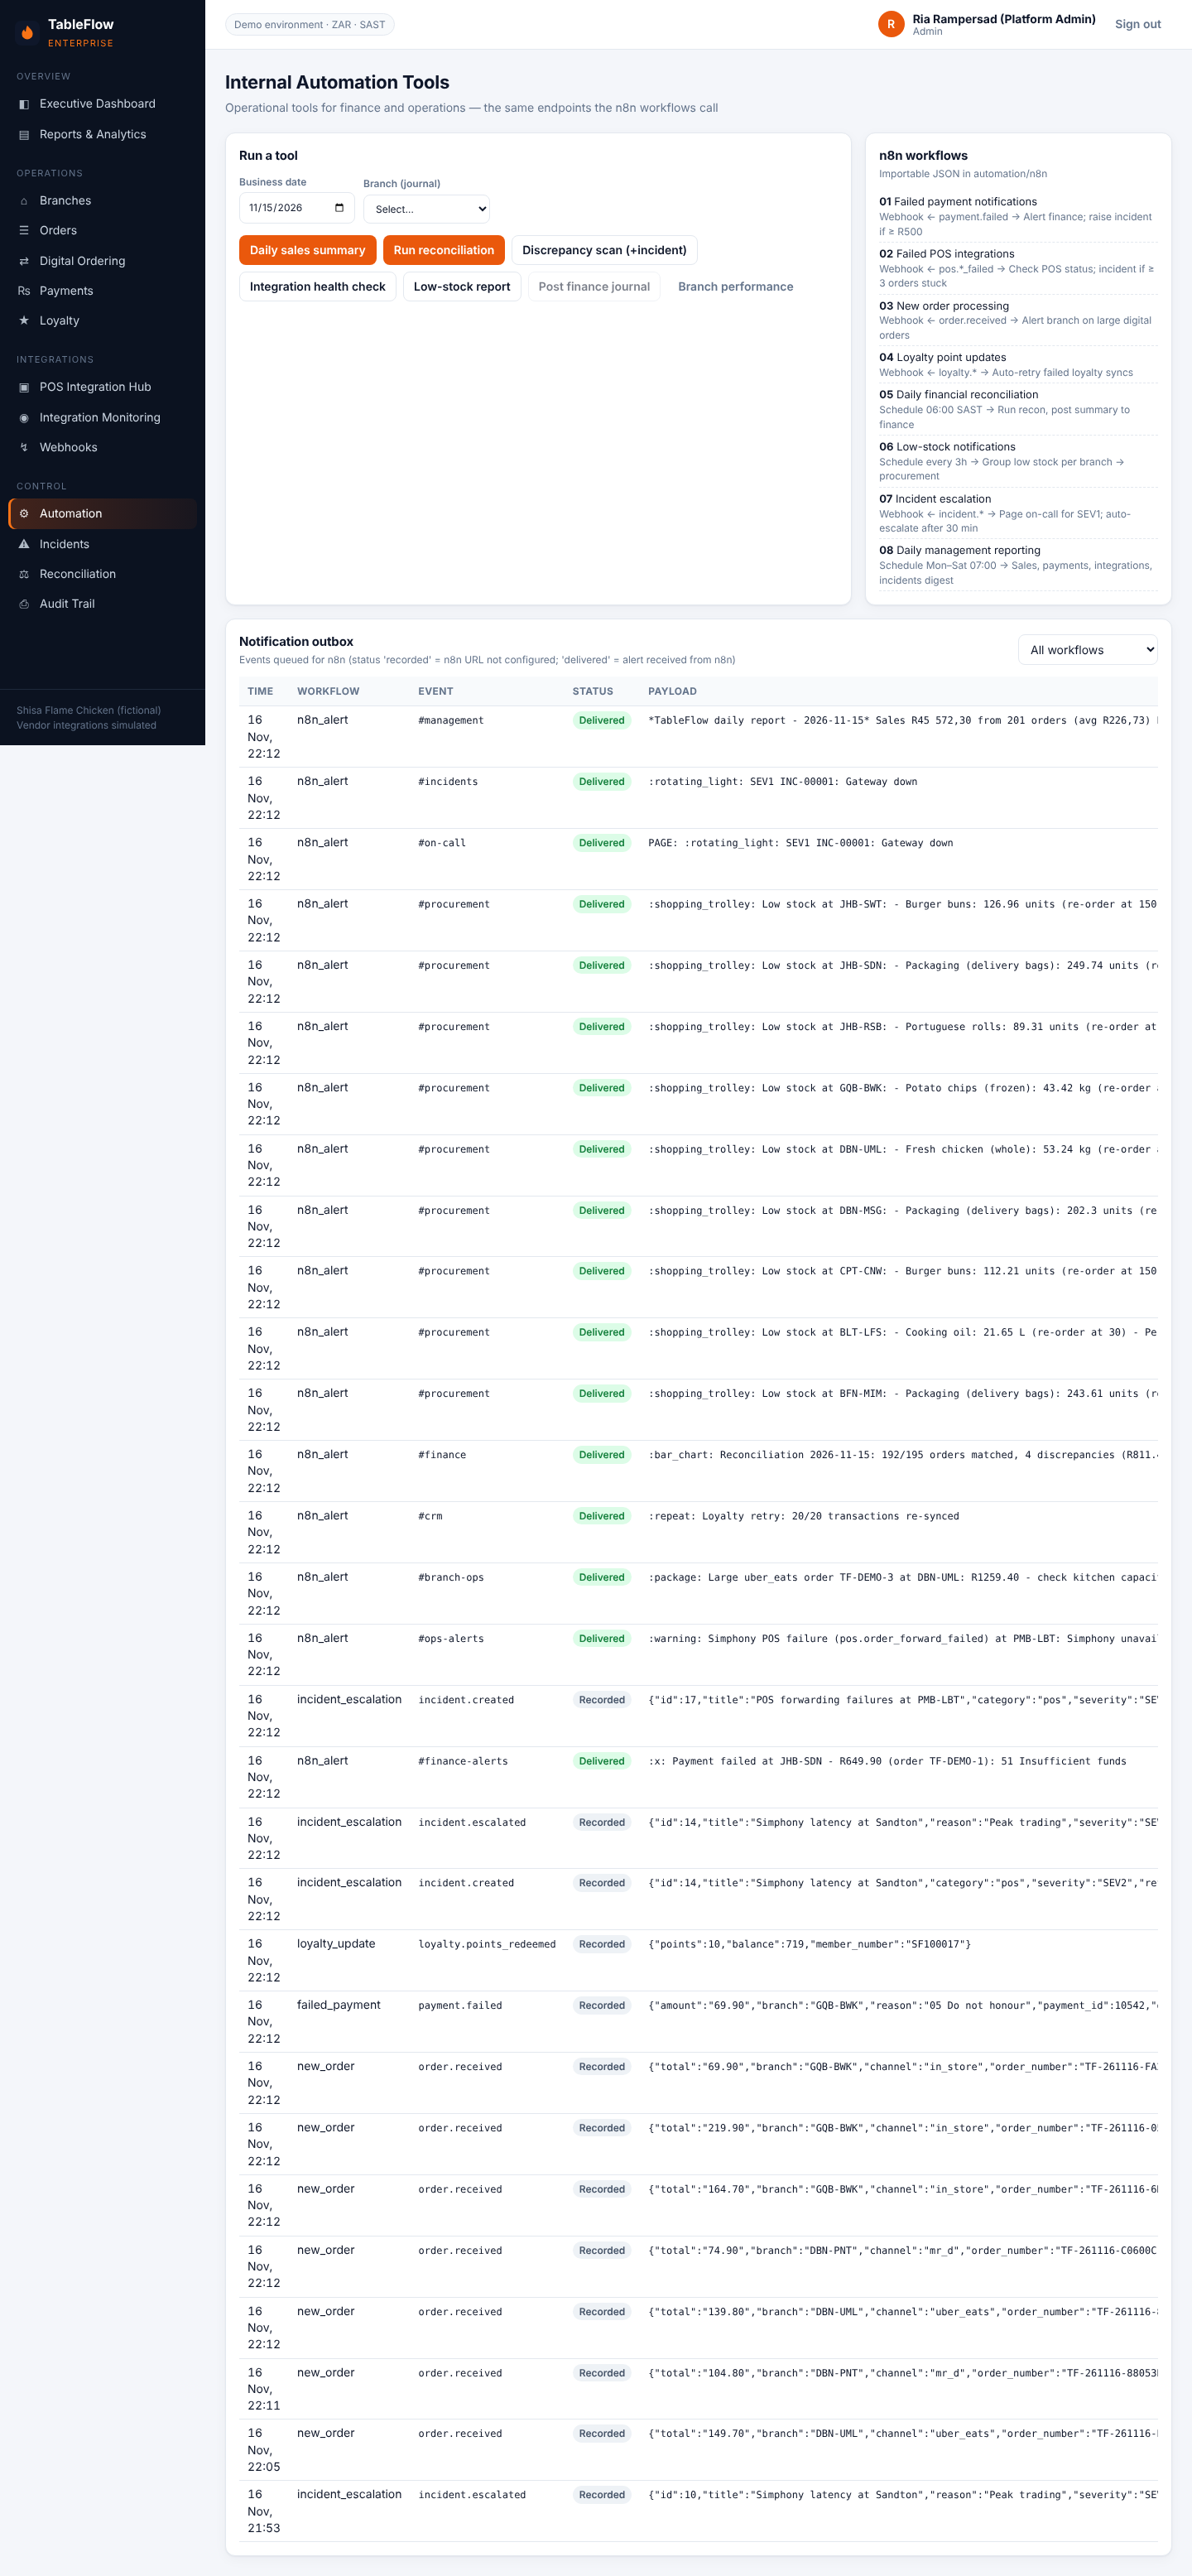 TableFlow
ENTERPRISE
OVERVIEW
Executive Dashboard
Reports & Analytics
OPERATIONS
Branches
Orders
Digital Ordering
Rs Payments
Loyalty
INTEGRATIONS
POS Integration Hub
Integration Monitoring
Webhooks
CONTROL
Automation
Incidents
Reconciliation
Audit Trail
Shisa Flame Chicken (fictional)
Vendor integrations simulated
Demo environment · ZAR · SAST
R
Ria Rampersad (Platform Admin)
Admin
Sign out
Internal Automation Tools
Operational tools for finance and operations — the same endpoints the n8n workflows call
Run a tool
Business date
Branch (journal)
11/15/2026
Select...
Daily sales summary
Run reconciliation
Discrepancy scan (+incident)
Integration health check
Low-stock report
Post finance journal
Branch performance
n8n workflows
Importable JSON in automation/n8n
01 Failed payment notifications
Webhook ← payment.failed → Alert finance; raise incident
if ≥ R500
02 Failed POS integrations
Webhook ← pos.*_failed → Check POS status; incident if ≥
3 orders stuck
03 New order processing
Webhook ← order.received → Alert branch on large digital
orders
04 Loyalty point updates
Webhook ← loyalty.* → Auto-retry failed loyalty syncs
05 Daily financial reconciliation
Schedule 06:00 SAST → Run recon, post summary to
finance
06 Low-stock notifications
Schedule every 3h → Group low stock per branch →
procurement
07 Incident escalation
Webhook ← incident.* → Page on-call for SEV1; auto-
escalate after 30 min
08 Daily management reporting
Schedule Mon–Sat 07:00 → Sales, payments, integrations,
incidents digest
Notification outbox
Events queued for n8n (status 'recorded' = n8n URL not configured; 'delivered' = alert received from n8n)
All workflows
TIME WORKFLOW EVENT STATUS PAYLOAD
16 n8n_alert #management Delivered *TableFlow daily report - 2026-11-15* Sales R45 572,30 from 201 orders (avg R226,73)
Nov,
22:12
16 n8n_alert #incidents Delivered :rotating_light: SEV1 INC-00001: Gateway down
Nov,
22:12
16 n8n_alert #on-call Delivered PAGE: :rotating_light: SEV1 INC-00001: Gateway down
Nov,
22:12
16 n8n_alert #procurement Delivered :shopping_trolley: Low stock at JHB-SWT: - Burger buns: 126.96 units (re-order at 150
Nov,
22:12
16 n8n_alert #procurement Delivered :shopping_trolley: Low stock at JHB-SDN: - Packaging (delivery bags): 249.74 units (r
Nov,
22:12
16 n8n_alert #procurement Delivered :shopping_trolley: Low stock at JHB-RSB: - Portuguese rolls: 89.31 units (re-order at
Nov,
22:12
16 n8n_alert #procurement Delivered :shopping_trolley: Low stock at GQB-BWK: - Potato chips (frozen): 43.42 kg (re-order
Nov,
22:12
16 n8n_alert #procurement Delivered :shopping_trolley: Low stock at DBN-UML: - Fresh chicken (whole): 53.24 kg (re-order
Nov,
22:12
16 n8n_alert #procurement Delivered :shopping_trolley: Low stock at DBN-MSG: - Packaging (delivery bags): 202.3 units (re
Nov,
22:12
16 n8n_alert #procurement Delivered :shopping_trolley: Low stock at CPT-CNW: - Burger buns: 112.21 units (re-order at 150
Nov,
22:12
16 n8n_alert #procurement Delivered :shopping_trolley: Low stock at BLT-LFS: - Cooking oil: 21.65 L (re-order at 30) - Pe
Nov,
22:12
16 n8n_alert #procurement Delivered :shopping_trolley: Low stock at BFN-MIM: - Packaging (delivery bags): 243.61 units (r
Nov,
22:12
16 n8n_alert #finance Delivered :bar_chart: Reconciliation 2026-11-15: 192/195 orders matched, 4 discrepancies (R811.
Nov,
22:12
16 n8n_alert #crm Delivered :repeat: Loyalty retry: 20/20 transactions re-synced
Nov,
22:12
16 n8n_alert #branch-ops Delivered :package: Large uber_eats order TF-DEMO-3 at DBN-UML: R1259.40 - check kitchen capaci
Nov,
22:12
16 n8n_alert #ops-alerts Delivered :warning: Simphony POS failure (pos.order_forward_failed) at PMB-LBT: Simphony unavai
Nov,
22:12
16 incident_escalation incident.created Recorded {"id":17,"title":"POS forwarding failures at PMB-LBT","category":"pos","severity":"SE
Nov,
22:12
16 n8n_alert #finance-alerts Delivered :x: Payment failed at JHB-SDN - R649.90 (order TF-DEMO-1): 51 Insufficient funds
Nov,
22:12
16 incident_escalation incident.escalated Recorded {"id":14,"title":"Simphony latency at Sandton","reason":"Peak trading","severity":"SE
Nov,
22:12
16 incident_escalation incident.created Recorded {"id":14,"title":"Simphony latency at Sandton","category":"pos","severity":"SEV2","re
Nov,
22:12
16 loyalty_update loyalty.points_redeemed Recorded {"points":10,"balance":719,"member_number":"SF100017"}
Nov,
22:12
16 failed_payment payment.failed Recorded {"amount":"69.90","branch":"GQB-BWK","reason":"05 Do not honour","payment_id":10542,"
Nov,
22:12
16 new_order order.received Recorded {"total":"69.90","branch":"GQB-BWK","channel":"in_store","order_number":"TF-261116-FA
Nov,
22:12
16 new_order order.received Recorded {"total":"219.90","branch":"GQB-BWK","channel":"in_store","order_number":"TF-261116-0
Nov,
22:12
16 new_order order.received Recorded {"total":"164.70","branch":"GQB-BWK","channel":"in_store","order_number":"TF-261116-6
Nov,
22:12
16 new_order order.received Recorded {"total":"74.90","branch":"DBN-PNT","channel":"mr_d","order_number":"TF-261116-C0600C
Nov,
22:12
16 new_order order.received Recorded {"total":"139.80","branch":"DBN-UML","channel":"uber_eats","order_number":"TF-261116-
Nov,
22:12
16 new_order order.received Recorded {"total":"104.80","branch":"DBN-PNT","channel":"mr_d","order_number":"TF-261116-88053
Nov,
22:11
16 new_order order.received Recorded {"total":"149.70","branch":"DBN-UML","channel":"uber_eats","order_number":"TF-261116-
Nov,
22:05
16 incident_escalation incident.escalated Recorded {"id":10,"title":"Simphony latency at Sandton","reason":"Peak trading","severity":"SE
Nov,
21:53